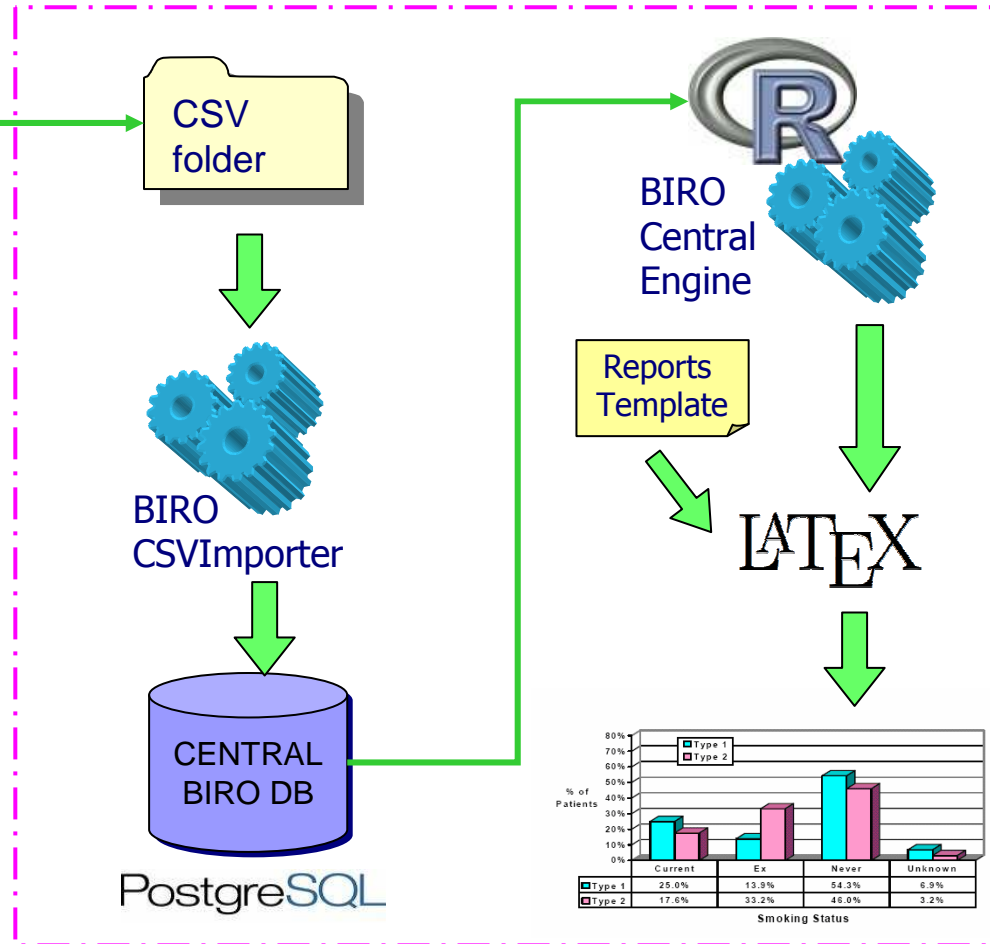 CSV
folder
BIRO
CSVImporter
CENTRAL
BIRO DB
PostgreSQL
R
BIRO
Central
Engine
Reports
Template
LATEX
80%
70%
60%
50%
40%
30%
20%
10%
0%
% of
Patients
Type 1
Type 2
Current Ex Never Unknown
Type 1 25.0% 13.9% 54.3% 6.9%
Type 2 17.6% 33.2% 46.0% 3.2%
Smoking Status